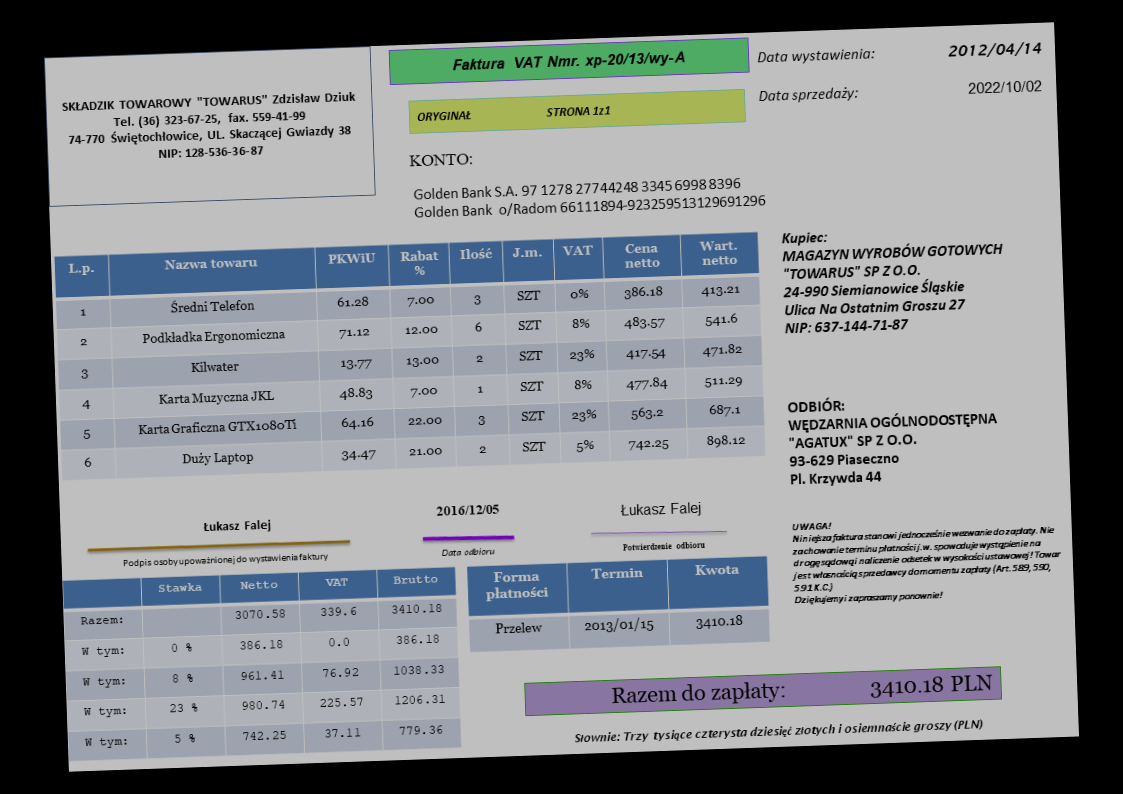 SKŁADZIK TOWAROWY "TOWARUS" Zdzisław Dziuk
Tel. (36) 323-67-25, fax. 559-41-99
74-770 Świętochłowice, UL. Skaczącej Gwiazdy 38
NIP: 128-536-36-87
Faktura VAT Nmr. xp-20/13/wy-A
ORYGINAŁ STRONA 1z1
Data wystawienia: 2012/04/14
Data sprzedaży: 2022/10/02
KONTO:
Golden Bank S.A. 97 1278 27744248 3345 6998 8396
Golden Bank o/Radom 66111894-923259513129691296
Kupiec:
MAGAZYN WYROBÓW GOTOWYCH
"TOWARUS" SP Z O.O.
24-990 Siemianowice Śląskie
Ulica Na Ostatnim Groszu 27
NIP: 637-144-71-87
L.p. Nazwa towaru PKWiU Rabat % Ilość J.m. VAT Cena netto Wart. netto
1 Średni Telefon 61.28 7.00 3 SZT 0% 386.18 413.21
2 Podkładka Ergonomiczna 71.12 12.00 6 SZT 8% 483.57 541.6
3 Kilwater 13.77 13.00 2 SZT 23% 417.54 471.82
4 Karta Muzyczna JKL 48.83 7.00 1 SZT 8% 477.84 511.29
5 Karta Graficzna GTX1080Ti 64.16 22.00 3 SZT 23% 563.2 687.1
6 Duży Laptop 34.47 21.00 2 SZT 5% 742.25 898.12
ODBIÓR:
WĘDZARNIA OGÓLNODOSTĘPNA
"AGATUX" SP Z O.O.
93-629 Piaseczno
Pl. Krzywda 44
Łukasz Falej
Podpis osoby upoważnionej do wystawienia faktury
2016/12/05
Data odbioru
Łukasz Falej
Potwierdzenie odbioru
UWAGA!
Niniejsza faktura stanowi jednocześnie wezwanie do zapłaty. Nie
zachowanie terminu płatności j.w. spowoduje wystąpienie na
drogę sądową i naliczenie odsetek w wysokości ustawowej! Towar
jest własnością sprzedawcy do momentu zapłaty (Art. 589, 590,
591 K.C.)
Dziękujemy i zapraszamy ponownie!
Stawka Netto VAT Brutto
Razem: 3070.58 339.6 3410.18
W tym: 0 % 386.18 0.0 386.18
W tym: 8 % 961.41 76.92 1038.33
W tym: 23 % 980.74 225.57 1206.31
W tym: 5 % 742.25 37.11 779.36
Forma płatności Termin Kwota
Przelew 2013/01/15 3410.18
Razem do zapłaty: 3410.18 PLN
Słownie: Trzy tysiące czterysta dziesięć złotych i osiemnaście groszy (PLN)